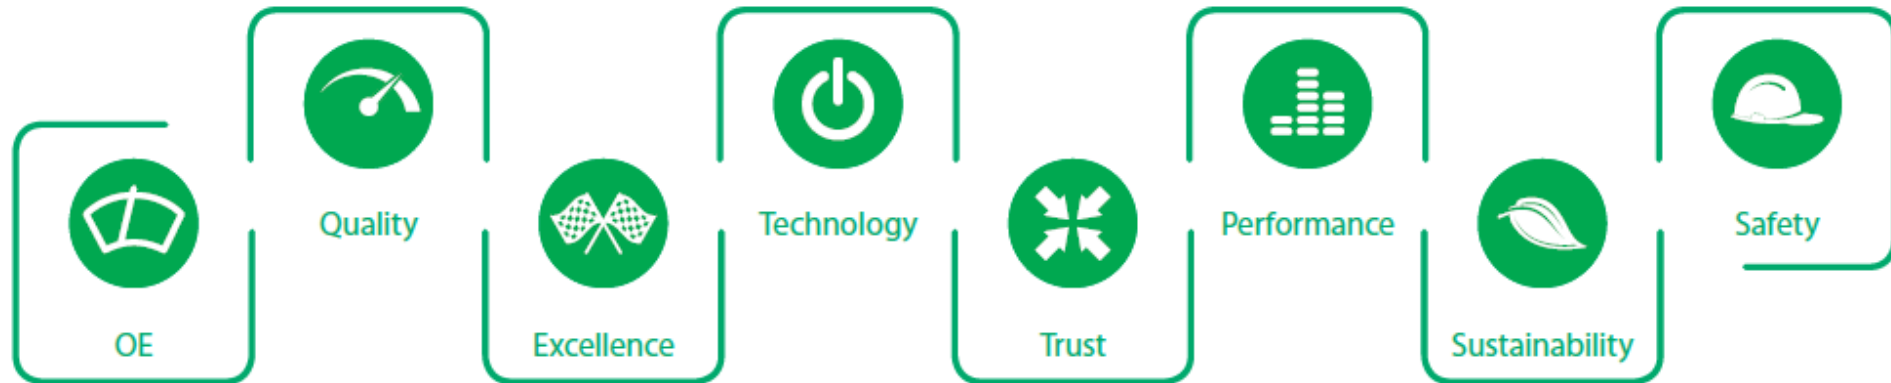 OE
Quality
Excellence
Technology
Trust
Performance
Sustainability
Safety